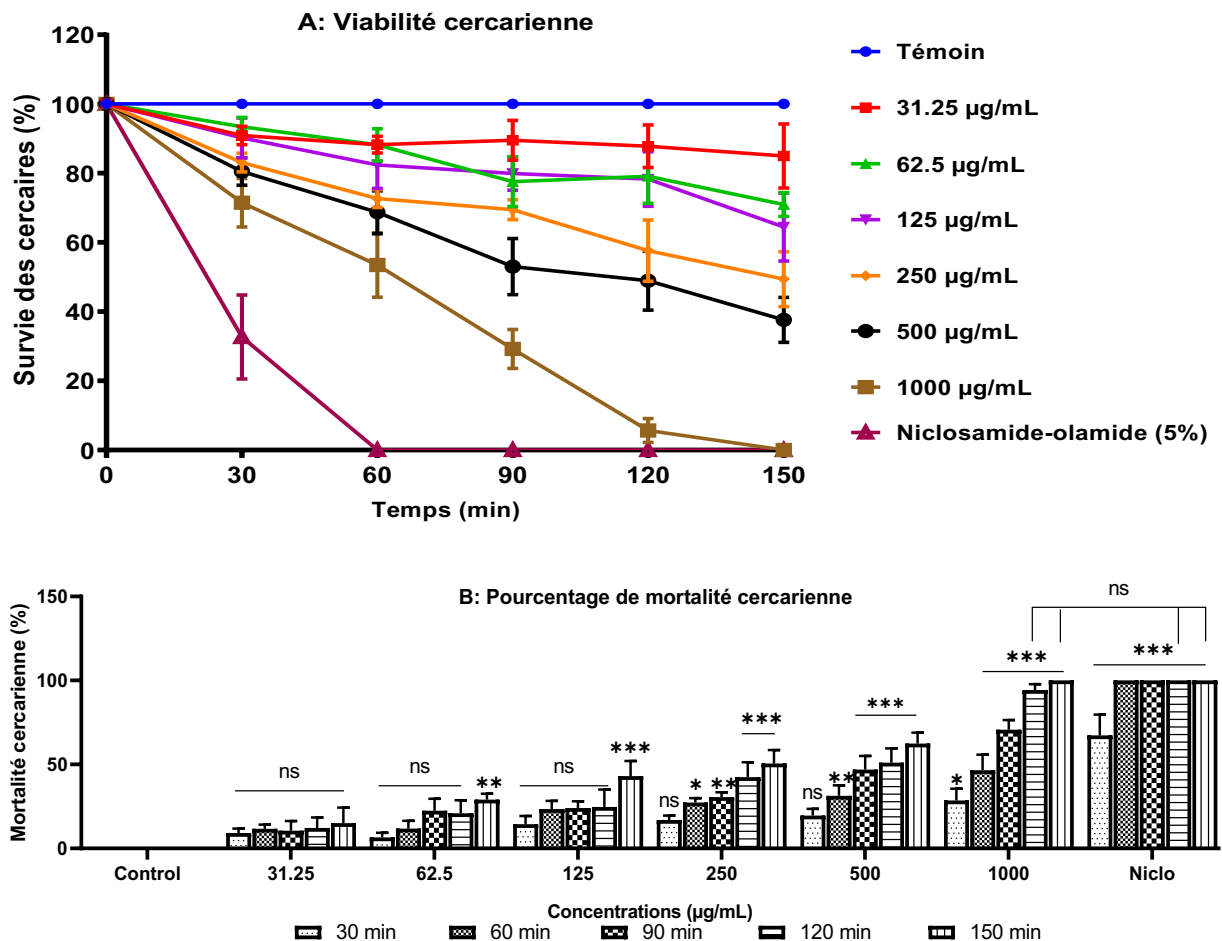 A: Viabilité cercarienne
120
100
80
60
40
20
0
Survie des cercaires (%)
0 30 60 90 120 150
Temps (min)
Témoin
31.25 µg/mL
62.5 µg/mL
125 µg/mL
250 µg/mL
500 µg/mL
1000 µg/mL
Niclosamide-olamide (5%)
B: Pourcentage de mortalité cercarienne
150
100
50
0
Mortalité cercarienne (%)
ns
ns
**
ns
***
ns
*
**
***
ns
**
***
*
***
***
ns
Control 31.25 62.5 125 250 500 1000 Niclo
Concentrations (µg/mL)
30 min 60 min 90 min 120 min 150 min